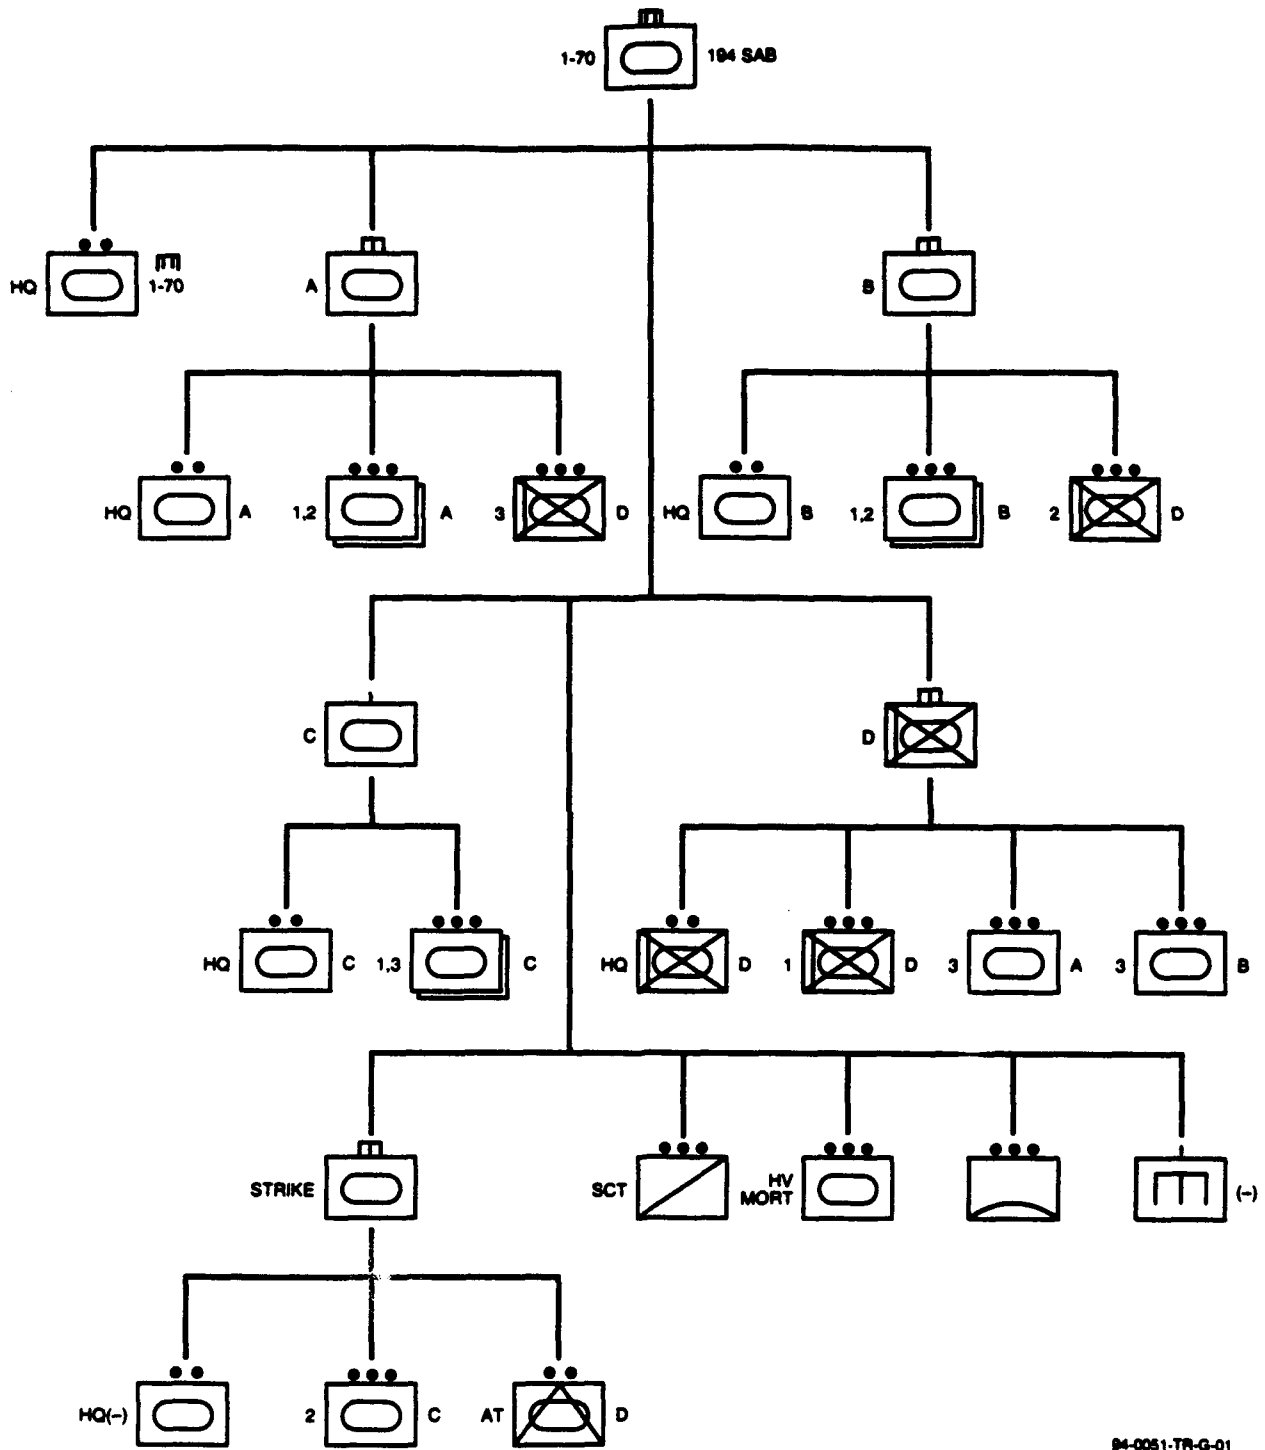 1-70 194 SAB
HQ 1-70 A B
HQ A 1,2 A 3 D HQ B 1,2 B 2 D
C D
HQ C 1,3 C HQ D 1 D 3 A 3 B
STRIKE SCT HV
MORT (-)
HQ(-) 2 C AT D
94-0051-TR-G-01